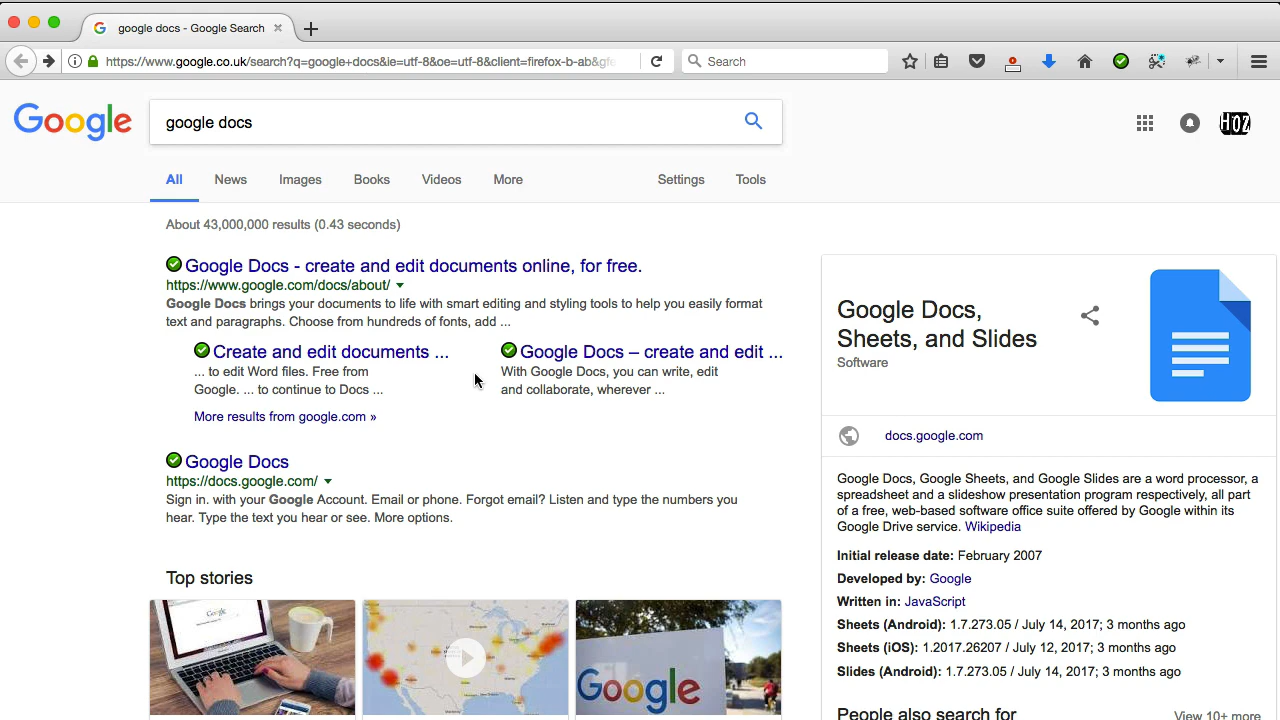 google docs - Google Search
https://www.google.co.uk/search?q=google+docs&ie=utf-8&oe=utf-8&client=firefox-b-ab&gfe
Search
Google
google docs
HOZ
All News Images Books Videos More Settings Tools
About 43,000,000 results (0.43 seconds)
Google Docs - create and edit documents online, for free.
https://www.google.com/docs/about/
Google Docs brings your documents to life with smart editing and styling tools to help you easily format
text and paragraphs. Choose from hundreds of fonts, add ...
Create and edit documents ...
... to edit Word files. Free from
Google. ... to continue to Docs ...
Google Docs – create and edit ...
With Google Docs, you can write, edit
and collaborate, wherever ...
More results from google.com »
Google Docs
https://docs.google.com/
Sign in. with your Google Account. Email or phone. Forgot email? Listen and type the numbers you
hear. Type the text you hear or see. More options.
Top stories
Google
Google Docs,
Sheets, and Slides
Software
docs.google.com
Google Docs, Google Sheets, and Google Slides are a word processor, a
spreadsheet and a slideshow presentation program respectively, all part
of a free, web-based software office suite offered by Google within its
Google Drive service. Wikipedia
Initial release date: February 2007
Developed by: Google
Written in: JavaScript
Sheets (Android): 1.7.273.05 / July 14, 2017; 3 months ago
Sheets (iOS): 1.2017.26207 / July 12, 2017; 3 months ago
Slides (Android): 1.7.273.05 / July 14, 2017; 3 months ago
People also search for
View 10+ more